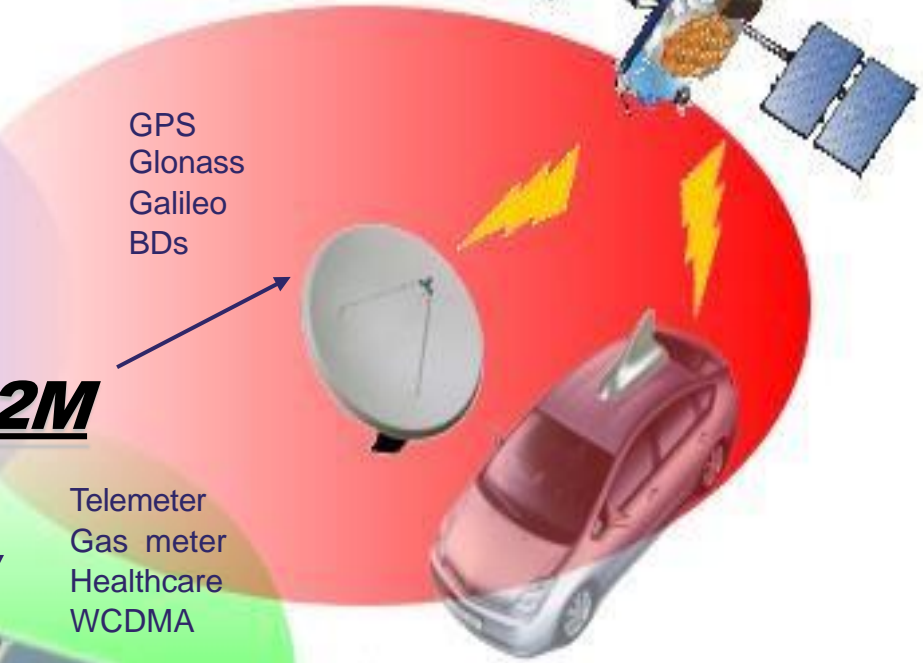 GPS
Glonass
Galileo
BDs
2M
Telemeter
Gas meter
Healthcare
WCDMA